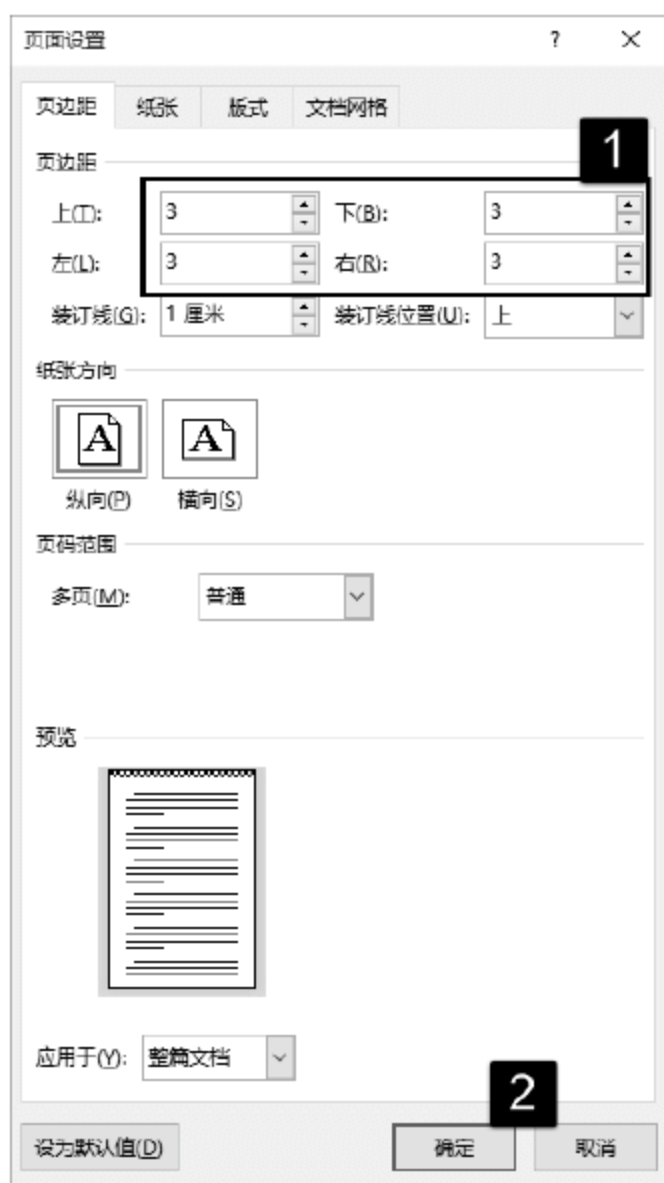 页面设置 ? ×
页边距 纸张 版式 文档网格
1
页边距
上(T): 3 下(B): 3
左(L): 3 右(R): 3
装订线(G): 1 厘米 装订线位置(U): 上
纸张方向
A A
纵向(P) 横向(S)
页码范围
多页(M): 普通
预览
应用于(Y): 整篇文档
2
设为默认值(D) 确定 取消